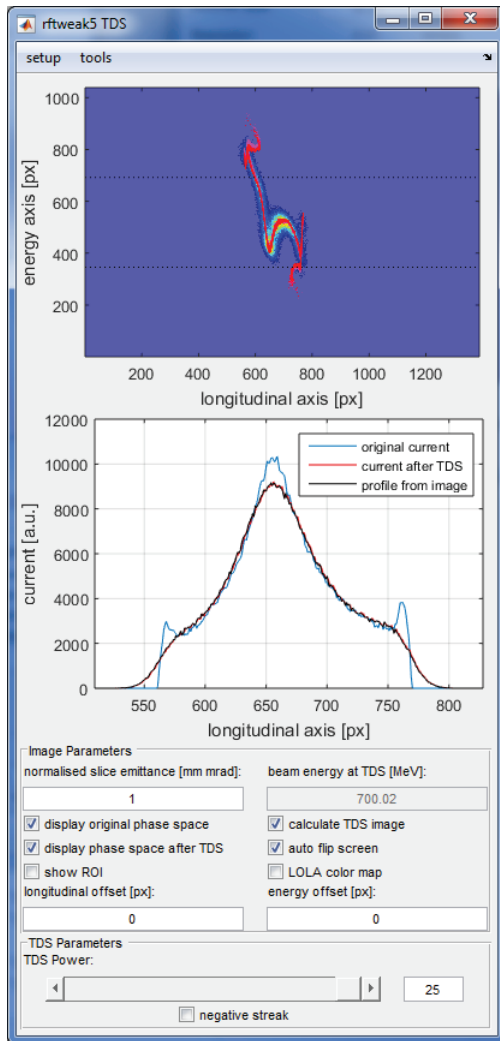 rftweak5 TDS
setup tools
1000
800
600
400
200
energy axis [px]
200 400 600 800 1000 1200
longitudinal axis [px]
12000
10000
8000
6000
4000
2000
0
current [a.u.]
original current
current after TDS
profile from image
550 600 650 700 750 800
longitudinal axis [px]
Image Parameters
normalised slice emittance [mm mrad]: beam energy at TDS [MeV]:
1 700.02
display original phase space calculate TDS image
display phase space after TDS auto flip screen
show ROI LOLA color map
longitudinal offset [px]: energy offset [px]:
0 0
TDS Parameters
TDS Power:
25
negative streak